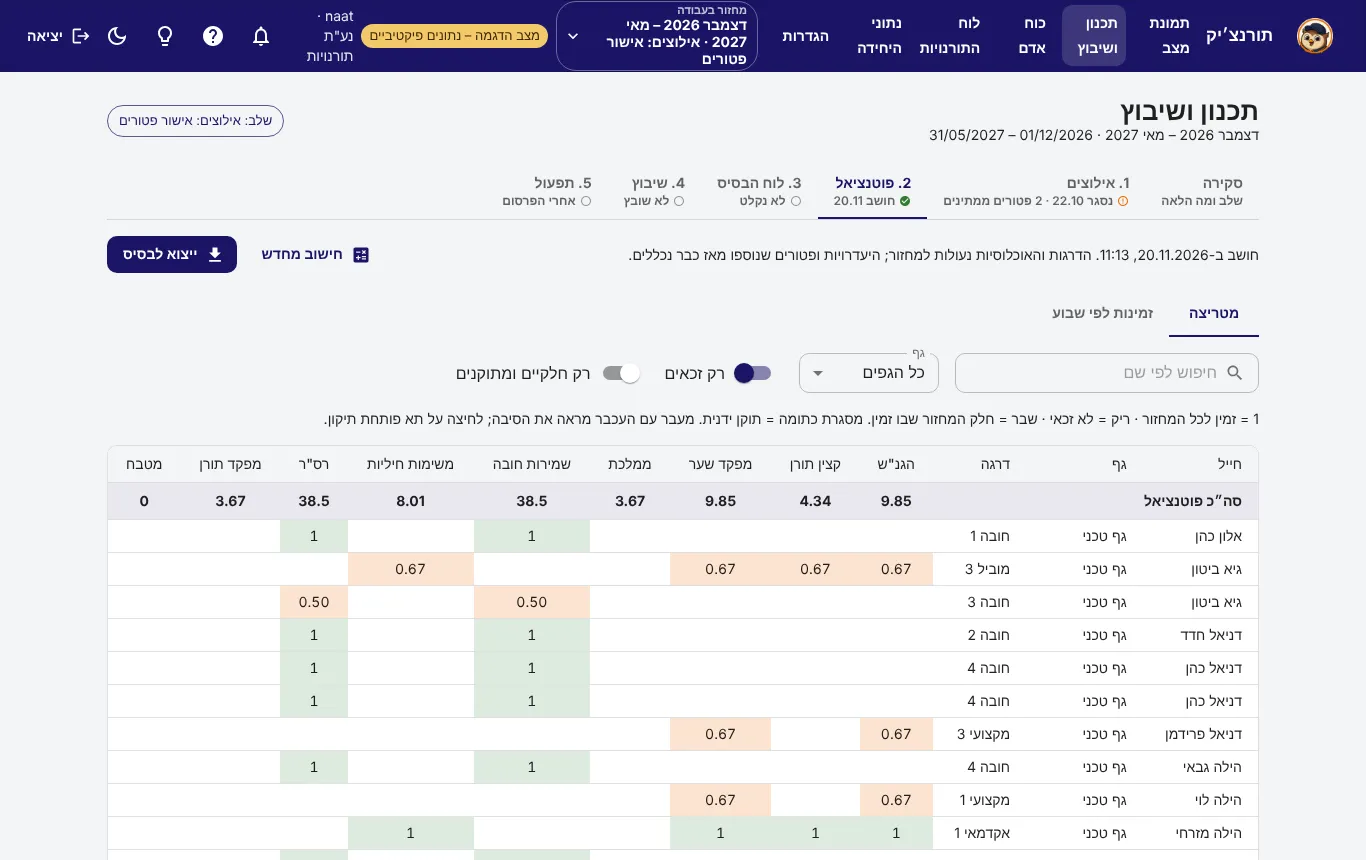 תורנצ׳יק
תמונת מצב
תכנון ושיבוץ
כוח אדם
לוח התורנויות
נתוני היחידה
הגדרות
מחזור בעבודה
דצמבר 2026 – מאי 2027 · אילוצים: אישור פטורים
מצב הדגמה – נתונים פיקטיביים
naat · נע"ת תורנויות
יציאה
תכנון ושיבוץ
דצמבר 2026 – מאי 2027 · 01/12/2026 – 31/05/2027
שלב: אילוצים: אישור פטורים
סקירה
שלב ומה הלאה
1. אילוצים
נסגר 22.10 · 2 פטורים ממתינים
2. פוטנציאל
חושב 20.11
3. לוח הבסיס
לא נקלט
4. שיבוץ
לא שובץ
5. תפעול
אחרי הפרסום
חושב ב-20.11.2026, 11:13. הדרגות והאוכלוסיות נעולות למחזור; היעדרויות ופטורים שנוספו מאז כבר נכללים.
חישוב מחדש
ייצוא לבסיס
מטריצה
זמינות לפי שבוע
חיפוש לפי שם
גף
כל הגפים
רק זכאים
רק חלקיים ומתוקנים
1 = זמין לכל המחזור · ריק = לא זכאי · שבר = חלק המחזור שבו זמין. מסגרת כתומה = תוקן ידנית. מעבר עם העכבר מראה את הסיבה; לחיצה על תא פותחת תיקון.
חייל גף דרגה הגנ"ש קצין תורן מפקד שער ממלכת שמירות חובה משימות חיליות רס"ר מפקד תורן מטבח
סה״כ פוטנציאל 9.85 4.34 9.85 3.67 38.5 8.01 38.5 3.67 0
אלון כהן גף טכני חובה 1 1 1
גיא ביטון גף טכני מוביל 3 0.67 0.67 0.67 0.67
גיא ביטון גף טכני חובה 3 0.50 0.50
דניאל חדד גף טכני חובה 2 1 1
דניאל כהן גף טכני חובה 4 1 1
דניאל כהן גף טכני חובה 4 1 1
דניאל פרידמן גף טכני מקצועי 3 0.67 0.67
הילה גבאי גף טכני חובה 4 1 1
הילה לוי גף טכני מקצועי 1 0.67 0.67
הילה מזרחי גף טכני אקדמאי 1 1 1 1 1